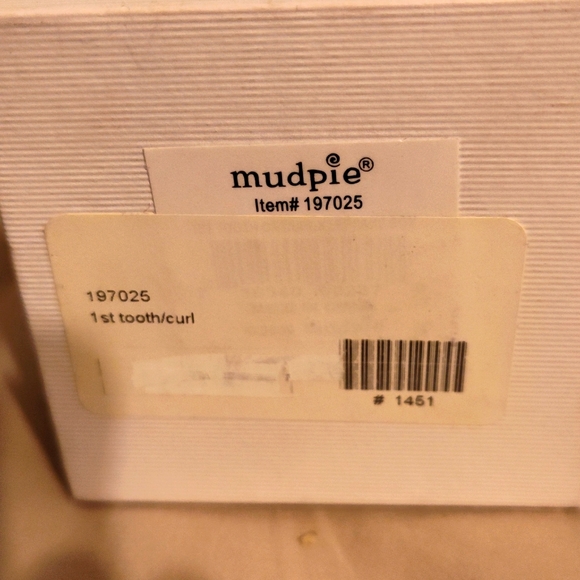 mudpie®
Item# 197025
197025
1st tooth/curl
# 1451